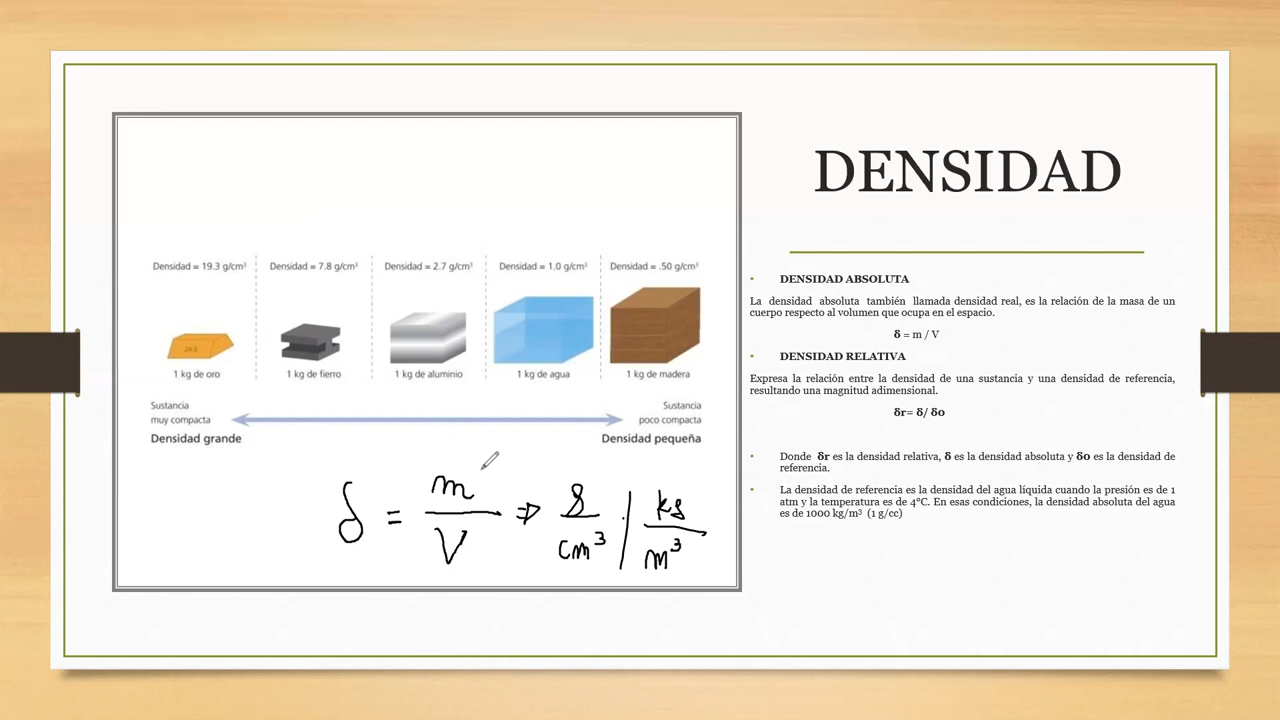 DENSIDAD
Densidad = 19.3 g/cm³
Densidad = 7.8 g/cm³
Densidad = 2.7 g/cm³
Densidad = 1.0 g/cm³
Densidad = .50 g/cm³
24.6
1 kg de oro
1 kg de fierro
1 kg de aluminio
1 kg de agua
1 kg de madera
Sustancia
muy compacta
Densidad grande
Sustancia
poco compacta
Densidad pequeña
δ = m / V ⇒ g / cm³ | kg / m³
• DENSIDAD ABSOLUTA
La densidad absoluta también llamada densidad real, es la relación de la masa de un
cuerpo respecto al volumen que ocupa en el espacio.
δ = m / V
• DENSIDAD RELATIVA
Expresa la relación entre la densidad de una sustancia y una densidad de referencia,
resultando una magnitud adimensional.
δr= δ/ δo
• Donde δr es la densidad relativa, δ es la densidad absoluta y δo es la densidad de
referencia.
• La densidad de referencia es la densidad del agua líquida cuando la presión es de 1
atm y la temperatura es de 4°C. En esas condiciones, la densidad absoluta del agua
es de 1000 kg/m³ (1 g/cc)